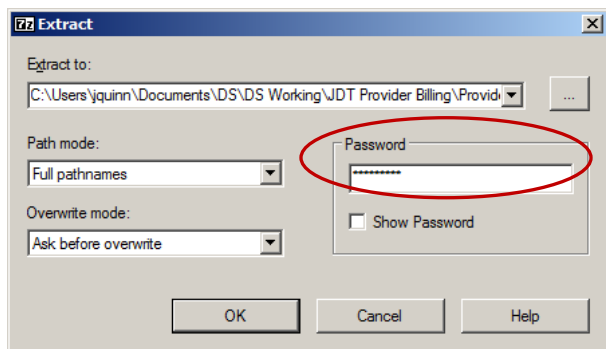 7z Extract
Extract to:
C:\Users\jquinn\Documents\DS\DS Working\JDT Provider Billing\Provid
...
Path mode:
Full pathnames
Overwrite mode:
Ask before overwrite
Password
*********
Show Password
OK
Cancel
Help